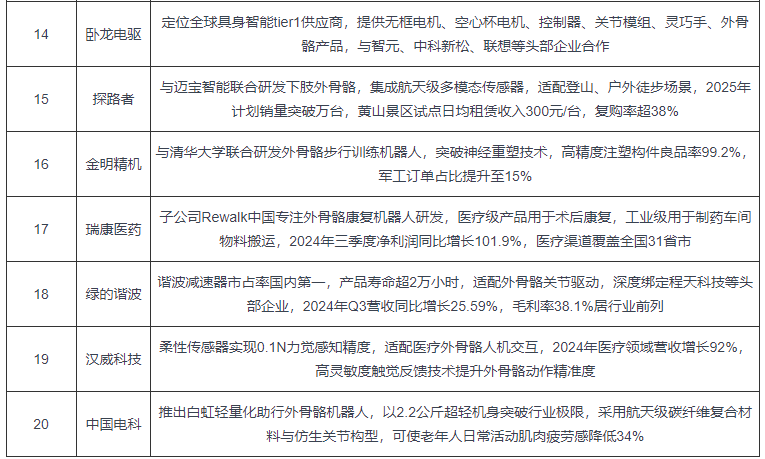 定位全球具身智能tier1供应商，提供无框电机、空心杯电机、控制器、关节模组、灵巧手、外骨
14 卧龙电驱
骼产品，与智元、中科新松、联想等头部企业合作
与迈宝智能联合研发下肢外骨骼，集成航天级多模态传感器，适配登山、户外徒步场景，2025年
15 探路者
计划销量突破万台，黄山景区试点日均租赁收入300元/台，复购率超38%
与清华大学联合研发外骨骼步行训练机器人，突破神经重塑技术，高精度注塑构件良品率99.2%，
16 金明精机
军工订单占比提升至15%
子公司Rewalk中国专注外骨骼康复机器人研发，医疗级产品用于术后康复，工业级用于制药车间
17 瑞康医药
物料搬运，2024年三季度净利润同比增长101.9%，医疗渠道覆盖全国31省市
谐波减速器市占率国内第一，产品寿命超2万小时，适配外骨骼关节驱动，深度绑定程天科技等头
18 绿的谐波
部企业，2024年Q3营收同比增长25.59%，毛利率38.1%居行业前列
柔性传感器实现0.1N力觉感知精度，适配医疗外骨骼人机交互，2024年医疗领域营收增长92%，
19 汉威科技
高灵敏度触觉反馈技术提升外骨骼动作精准度
推出白虹轻量化助行外骨骼机器人，以2.2公斤超轻机身突破行业极限，采用航天级碳纤维复合材
20 中国电科
料与仿生关节构型，可使老年人日常活动肌肉疲劳感降低34%